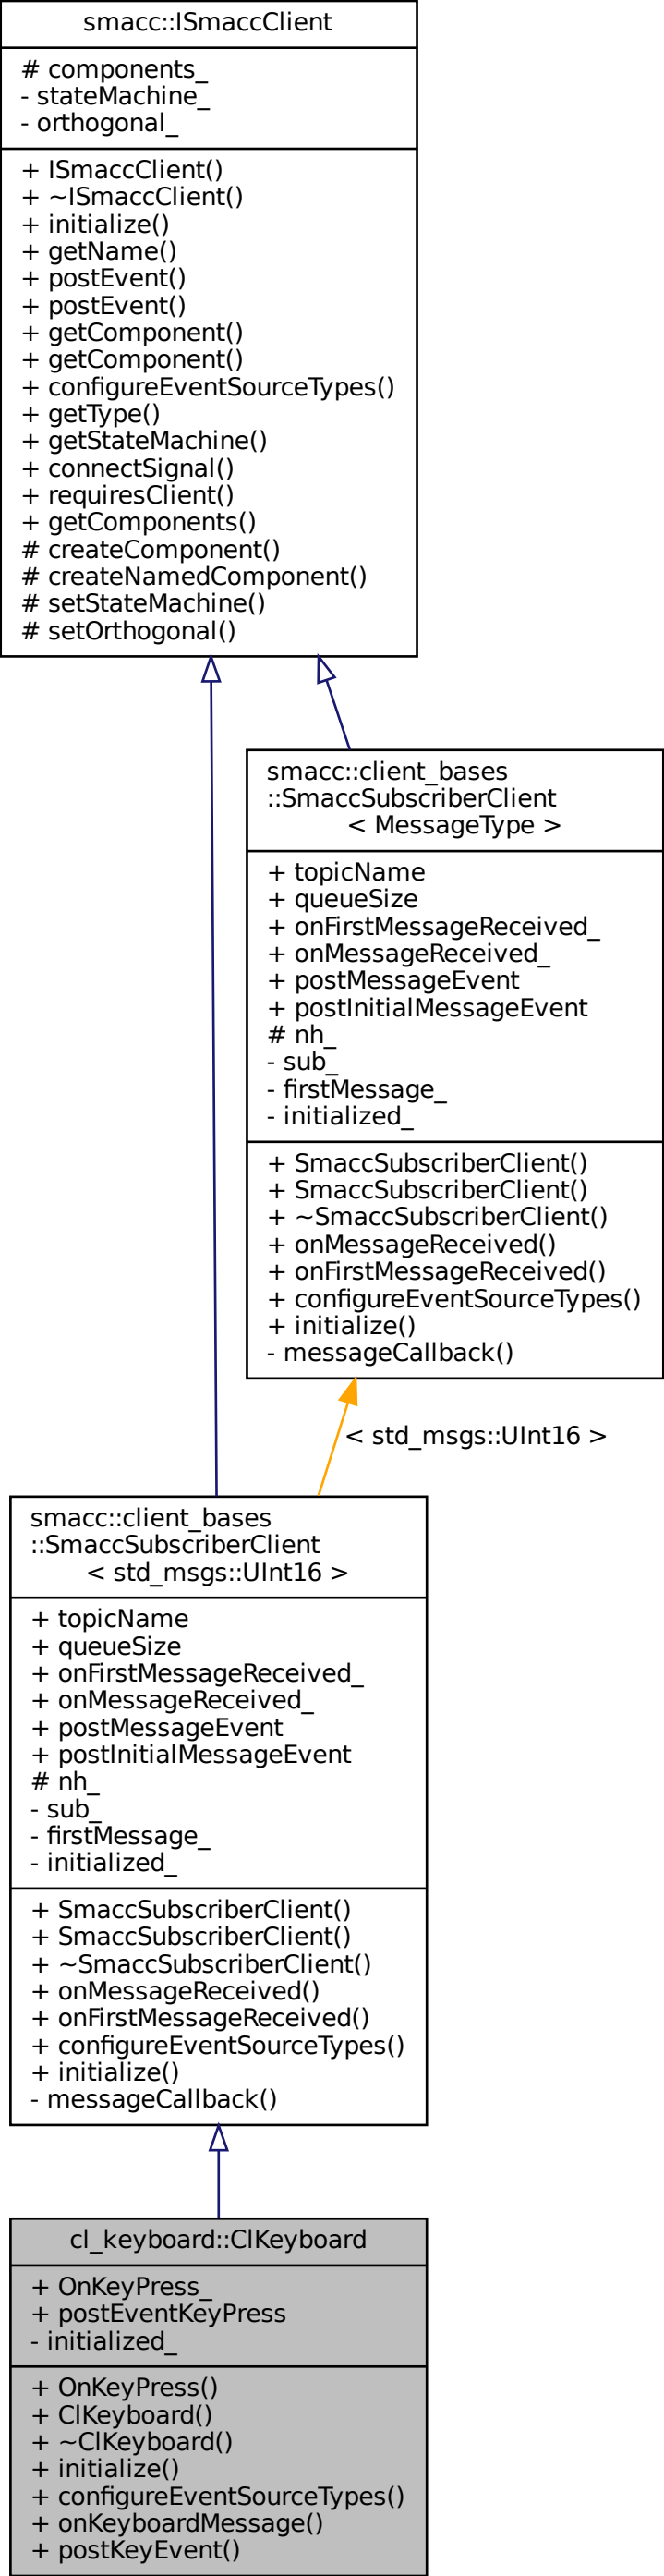 smacc::ISmaccClient
# components_
- stateMachine_
- orthogonal_
+ ISmaccClient()
+ ~ISmaccClient()
+ initialize()
+ getName()
+ postEvent()
+ postEvent()
+ getComponent()
+ getComponent()
+ configureEventSourceTypes()
+ getType()
+ getStateMachine()
+ connectSignal()
+ requiresClient()
+ getComponents()
# createComponent()
# createNamedComponent()
# setStateMachine()
# setOrthogonal()
smacc::client_bases
::SmaccSubscriberClient
< MessageType >
+ topicName
+ queueSize
+ onFirstMessageReceived_
+ onMessageReceived_
+ postMessageEvent
+ postInitialMessageEvent
# nh_
- sub_
- firstMessage_
- initialized_
+ SmaccSubscriberClient()
+ SmaccSubscriberClient()
+ ~SmaccSubscriberClient()
+ onMessageReceived()
+ onFirstMessageReceived()
+ configureEventSourceTypes()
+ initialize()
- messageCallback()
< std_msgs::UInt16 >
smacc::client_bases
::SmaccSubscriberClient
< std_msgs::UInt16 >
+ topicName
+ queueSize
+ onFirstMessageReceived_
+ onMessageReceived_
+ postMessageEvent
+ postInitialMessageEvent
# nh_
- sub_
- firstMessage_
- initialized_
+ SmaccSubscriberClient()
+ SmaccSubscriberClient()
+ ~SmaccSubscriberClient()
+ onMessageReceived()
+ onFirstMessageReceived()
+ configureEventSourceTypes()
+ initialize()
- messageCallback()
cl_keyboard::ClKeyboard
+ OnKeyPress_
+ postEventKeyPress
- initialized_
+ OnKeyPress()
+ ClKeyboard()
+ ~ClKeyboard()
+ initialize()
+ configureEventSourceTypes()
+ onKeyboardMessage()
+ postKeyEvent()